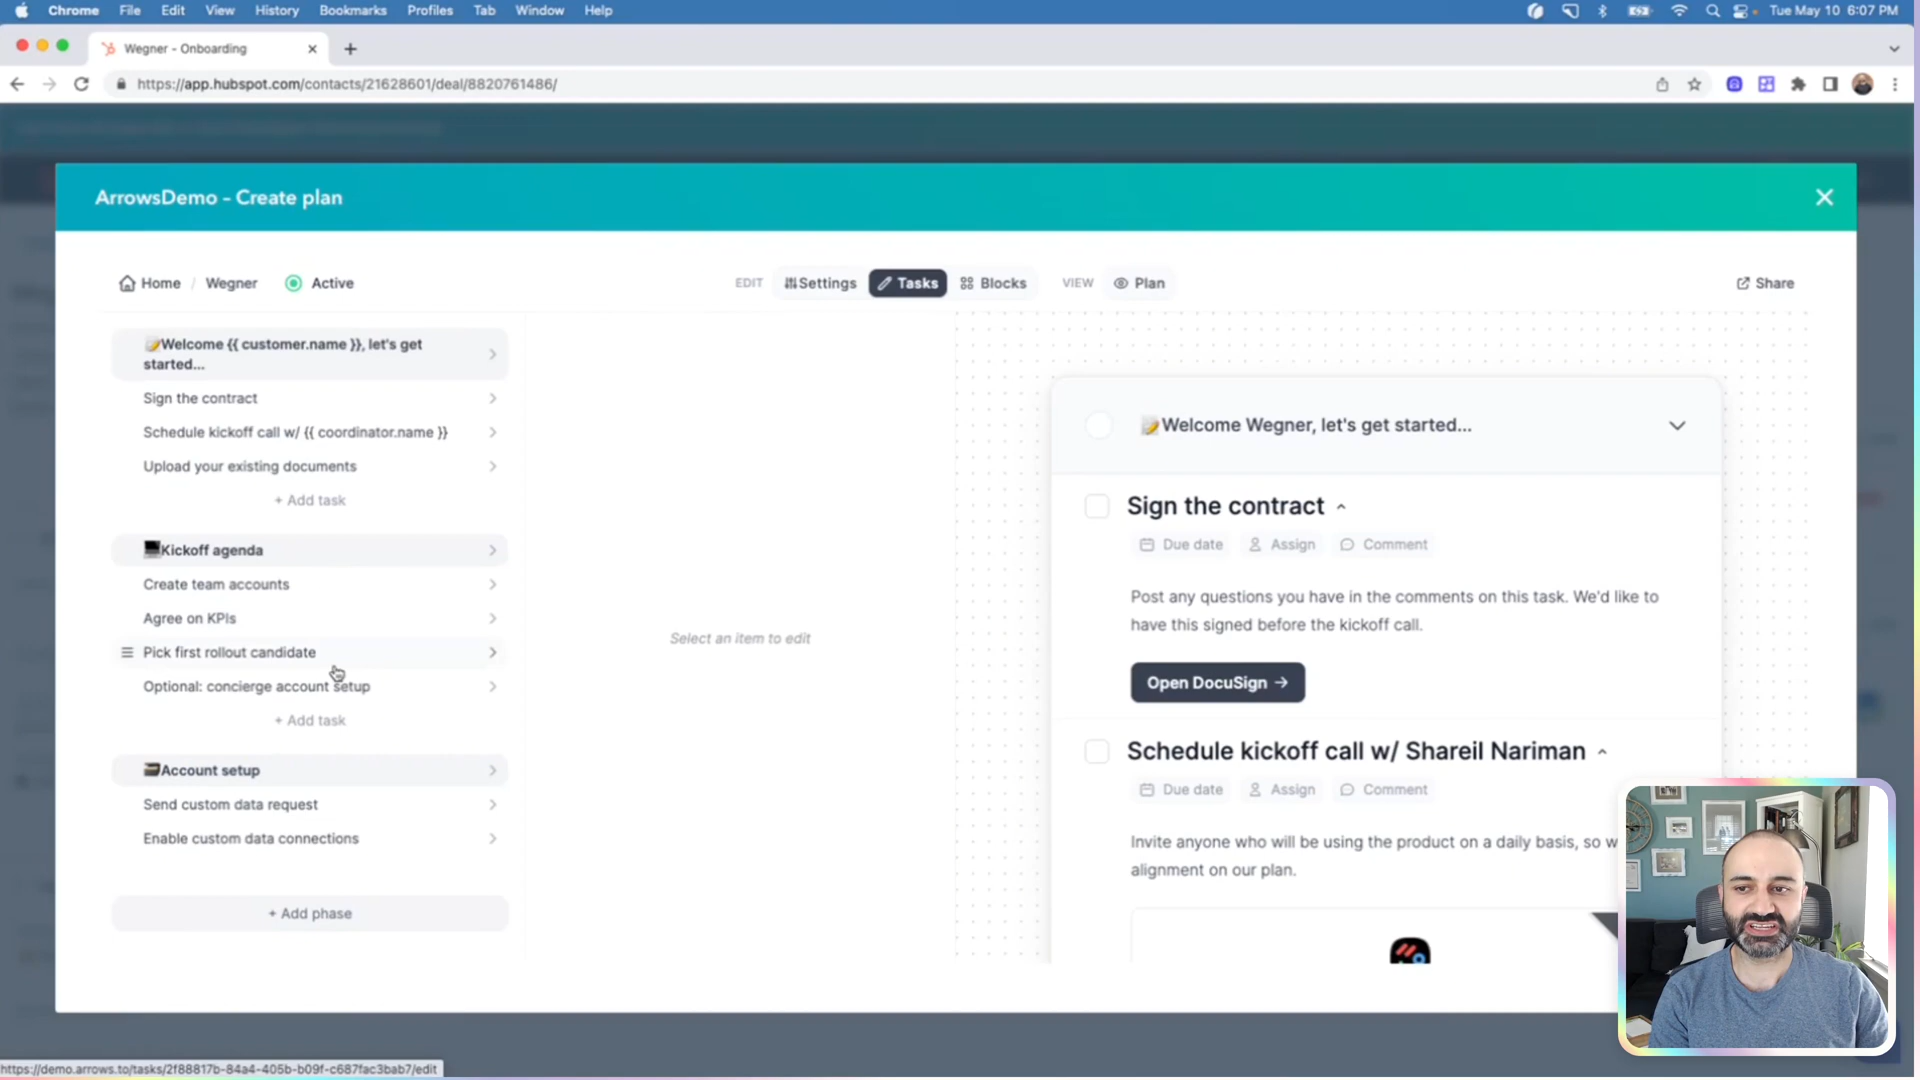 Chrome File Edit View History Bookmarks Profiles Tab Window Help Tue May 10 6:07 PM
Wegner - Onboarding
https://app.hubspot.com/contacts/21628601/deal/8820761486/
ArrowsDemo - Create plan
Home / Wegner Active EDIT Settings Tasks Blocks VIEW Plan Share
Welcome {{ customer.name }}, let's get
started...
Sign the contract
Schedule kickoff call w/ {{ coordinator.name }}
Upload your existing documents
+ Add task
Kickoff agenda
Create team accounts
Agree on KPIs
Pick first rollout candidate
Optional: concierge account setup
+ Add task
Account setup
Send custom data request
Enable custom data connections
+ Add phase
Select an item to edit
Welcome Wegner, let's get started...
Sign the contract
Due date Assign Comment
Post any questions you have in the comments on this task. We'd like to
have this signed before the kickoff call.
Open DocuSign →
Schedule kickoff call w/ Shareil Nariman
Due date Assign Comment
Invite anyone who will be using the product on a daily basis, so w
alignment on our plan.
https://demo.arrows.to/tasks/2f88817b-84a4-405b-b09f-c687fac3bab7/edit